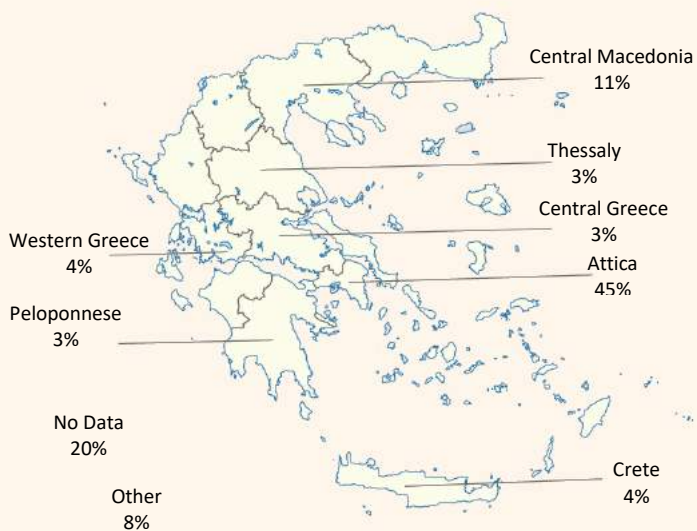 Central Macedonia
11%
Thessaly
3%
Central Greece
3%
Western Greece
4%
Attica
45%
Peloponnese
3%
No Data
20%
Crete
4%
Other
8%